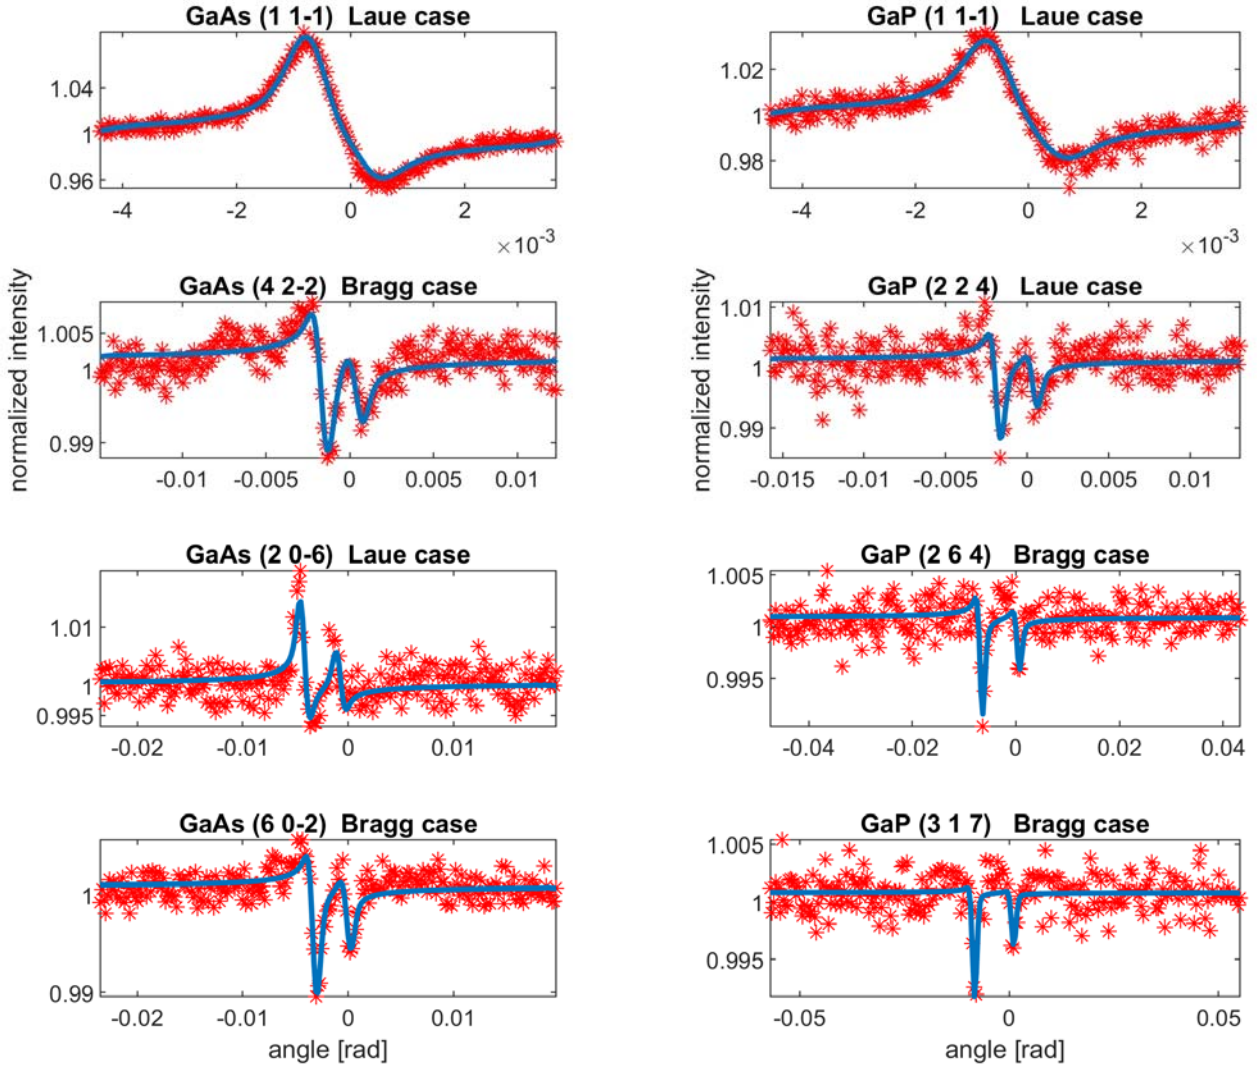 GaAs (1 1-1)  Laue case
1.04
1
0.96
-4 -2 0 2
×10-3
GaP (1 1-1)   Laue case
1.02
1
0.98
-4 -2 0 2
×10-3
normalized intensity
GaAs (4 2-2)  Bragg case
1.005
1
0.99
-0.01 -0.005 0 0.005 0.01
normalized intensity
GaP (2 2 4)   Laue case
1.01
1
0.99
-0.015 -0.01 -0.005 0 0.005 0.01
GaAs (2 0-6)  Laue case
1.01
1
0.995
-0.02 -0.01 0 0.01
GaP (2 6 4)   Bragg case
1.005
1
0.995
-0.04 -0.02 0 0.02 0.04
GaAs (6 0-2)  Bragg case
1
0.99
-0.02 -0.01 0 0.01
angle [rad]
GaP (3 1 7)   Bragg case
1.005
1
0.995
-0.05 0 0.05
angle [rad]